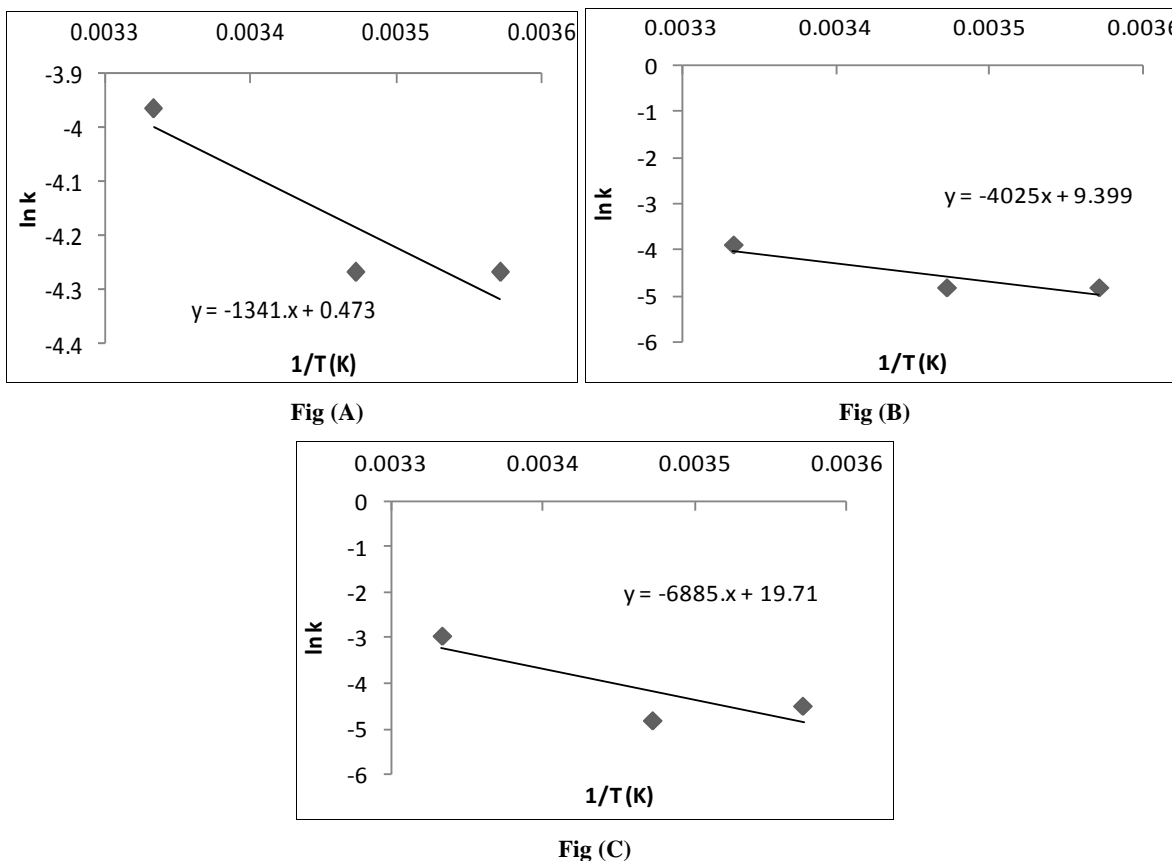 0.0033 0.0034 0.0035 0.0036
-3.9
-4
-4.1
-4.2
-4.3
-4.4
ln k
y = -1341.x + 0.473
1/T (K)
Fig (A)
0.0033 0.0034 0.0035 0.0036
0
-1
-2
-3
-4
-5
-6
ln k
y = -4025x + 9.399
1/T (K)
Fig (B)
0.0033 0.0034 0.0035 0.0036
0
-1
-2
-3
-4
-5
-6
ln k
y = -6885.x + 19.71
1/T (K)
Fig (C)